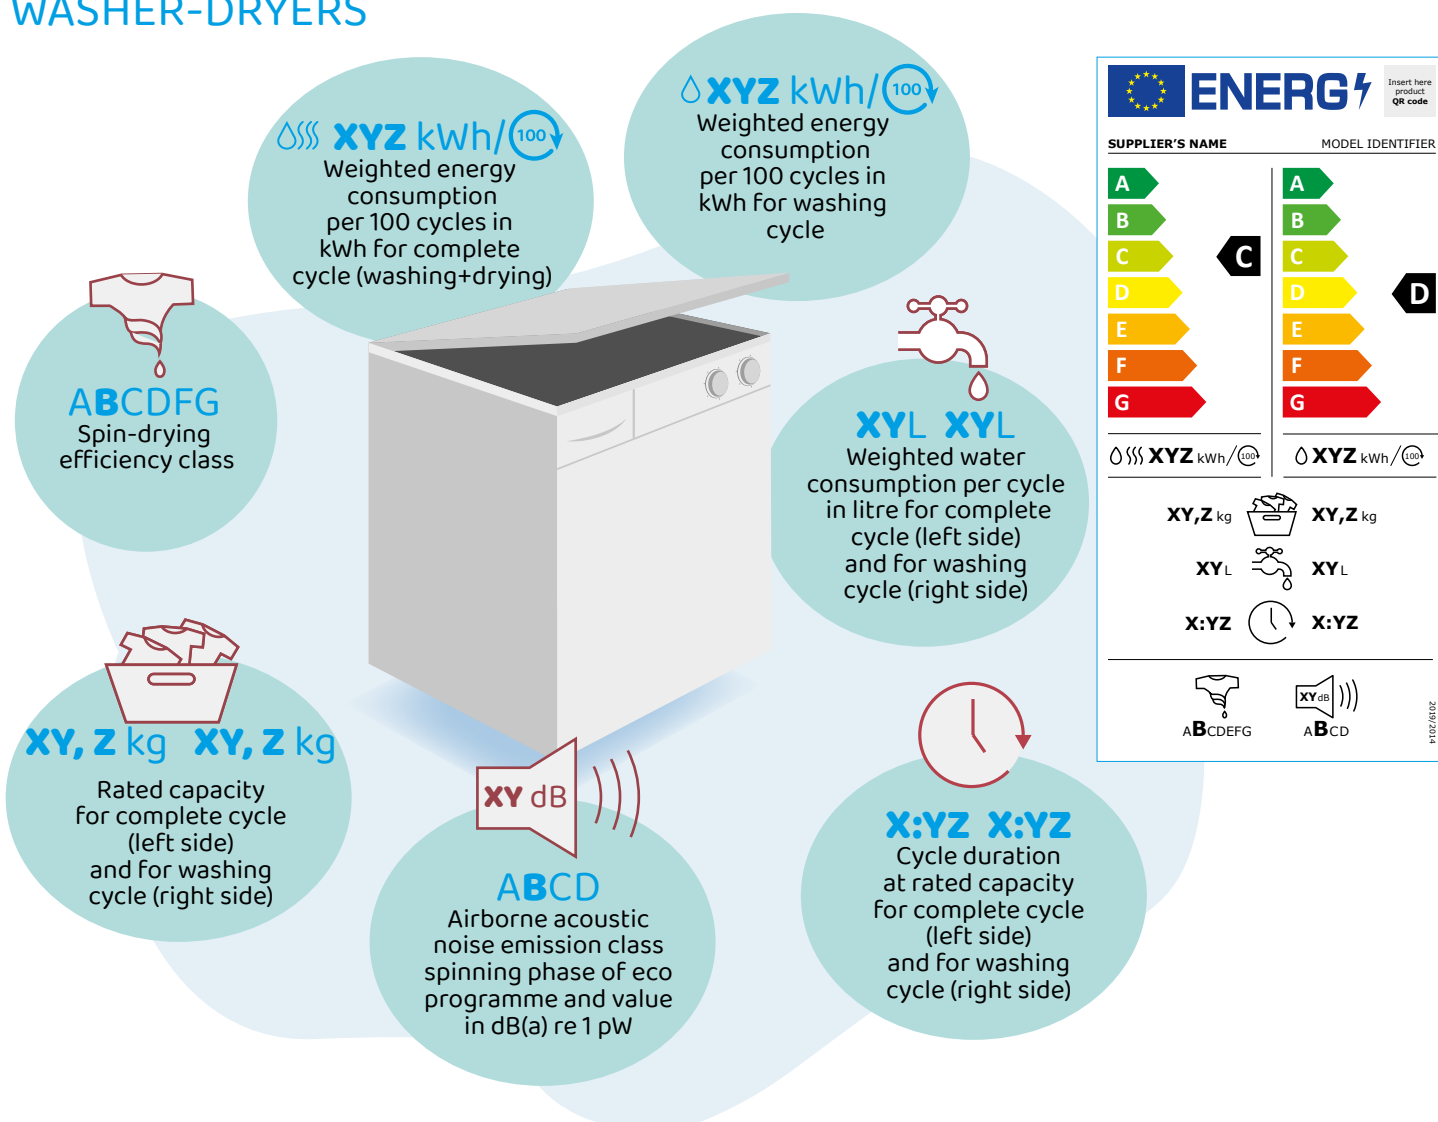 WASHER-DRYERS
XYZ kWh/100
Weighted energy
consumption
per 100 cycles in
kWh for complete
cycle (washing+drying)
XYZ kWh/100
Weighted energy
consumption
per 100 cycles in
kWh for washing
cycle
ABCDFG
Spin-drying
efficiency class
XYL XYL
Weighted water
consumption per cycle
in litre for complete
cycle (left side)
and for washing
cycle (right side)
XY, Z kg XY, Z kg
Rated capacity
for complete cycle
(left side)
and for washing
cycle (right side)
XY dB
ABCD
Airborne acoustic
noise emission class
spinning phase of eco
programme and value
in dB(a) re 1 pW
X:YZ X:YZ
Cycle duration
at rated capacity
for complete cycle
(left side)
and for washing
cycle (right side)
ENERG
Insert here
product
QR code
SUPPLIER'S NAME MODEL IDENTIFIER
A A
B B
C C C
D D D
E E
F F
G G
XYZ kWh/100 XYZ kWh/100
XY,Z kg XY,Z kg
XYL XYL
X:YZ X:YZ
XY dB
ABCDEFG ABCD
2019/2014